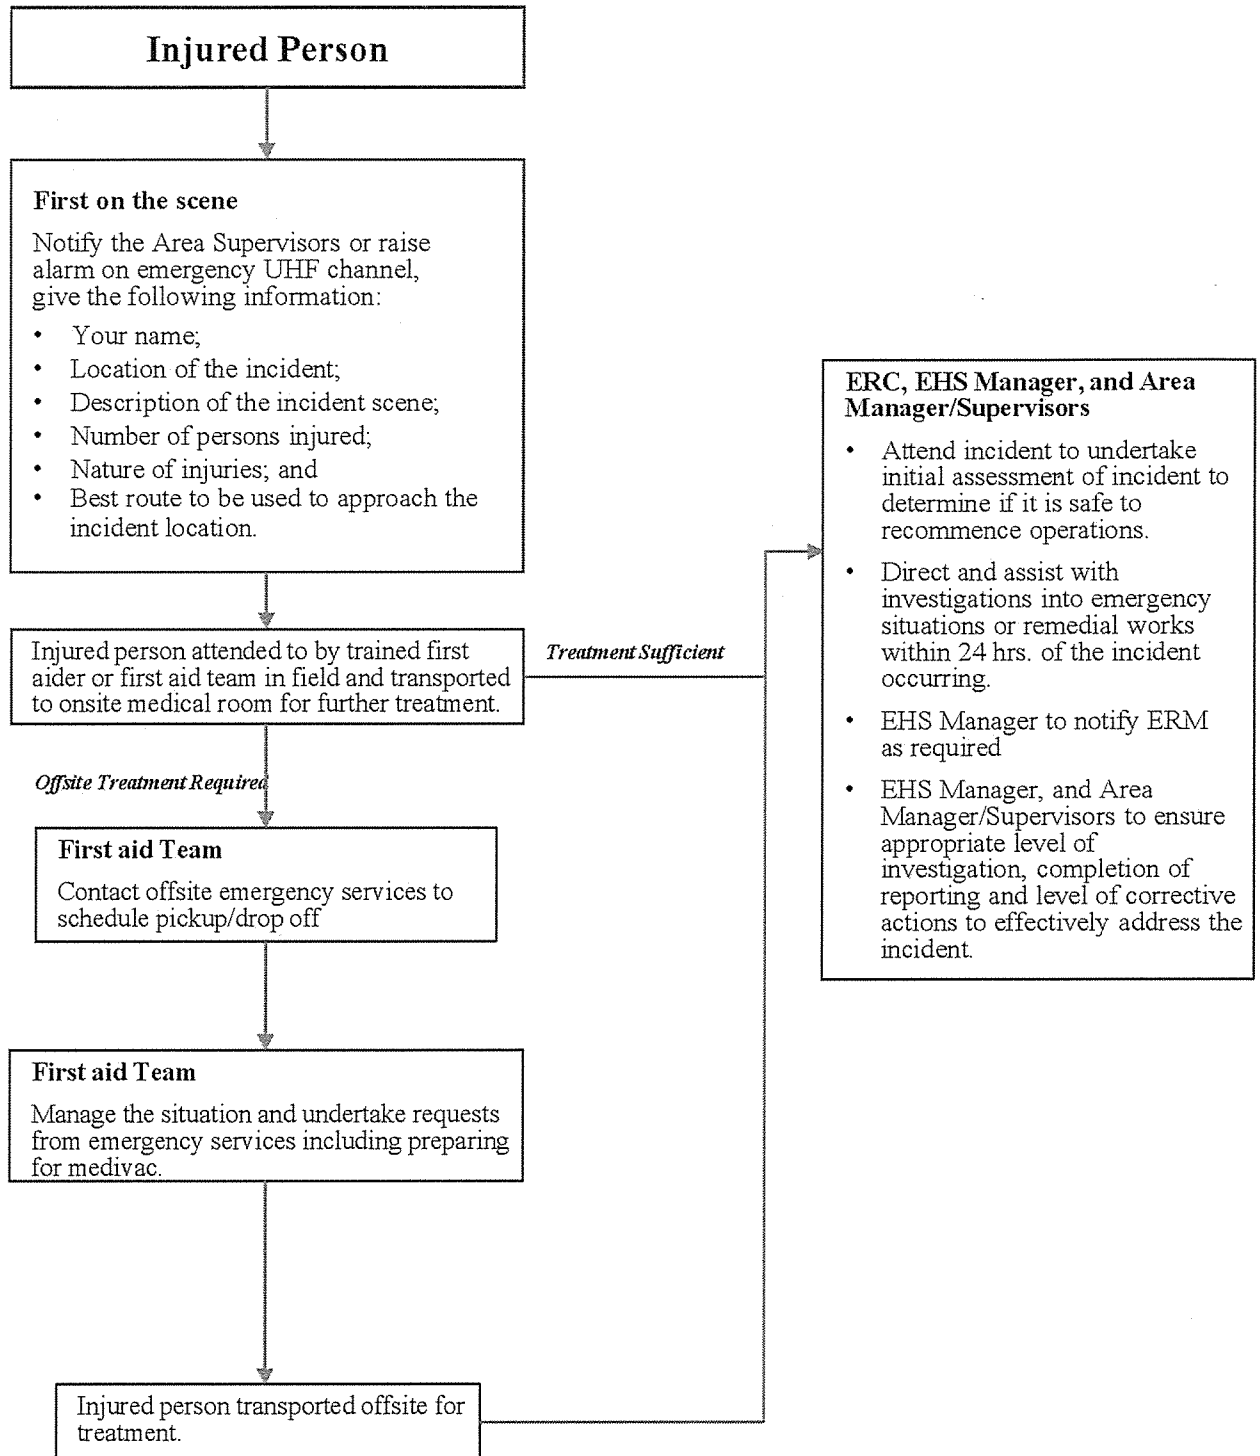 Injured Person
First on the scene
Notify the Area Supervisors or raise
alarm on emergency UHF channel,
give the following information:
• Your name;
• Location of the incident;
• Description of the incident scene;
• Number of persons injured;
• Nature of injuries; and
• Best route to be used to approach the
incident location.
Injured person attended to by trained first
aider or first aid team in field and transported
to onsite medical room for further treatment.
Treatment Sufficient
Offsite Treatment Required
First aid Team
Contact offsite emergency services to
schedule pickup/drop off
First aid Team
Manage the situation and undertake requests
from emergency services including preparing
for medivac.
Injured person transported offsite for
treatment.
ERC, EHS Manager, and Area
Manager/Supervisors
• Attend incident to undertake
initial assessment of incident to
determine if it is safe to
recommence operations.
• Direct and assist with
investigations into emergency
situations or remedial works
within 24 hrs. of the incident
occurring.
• EHS Manager to notify ERM
as required
• EHS Manager, and Area
Manager/Supervisors to ensure
appropriate level of
investigation, completion of
reporting and level of corrective
actions to effectively address the
incident.